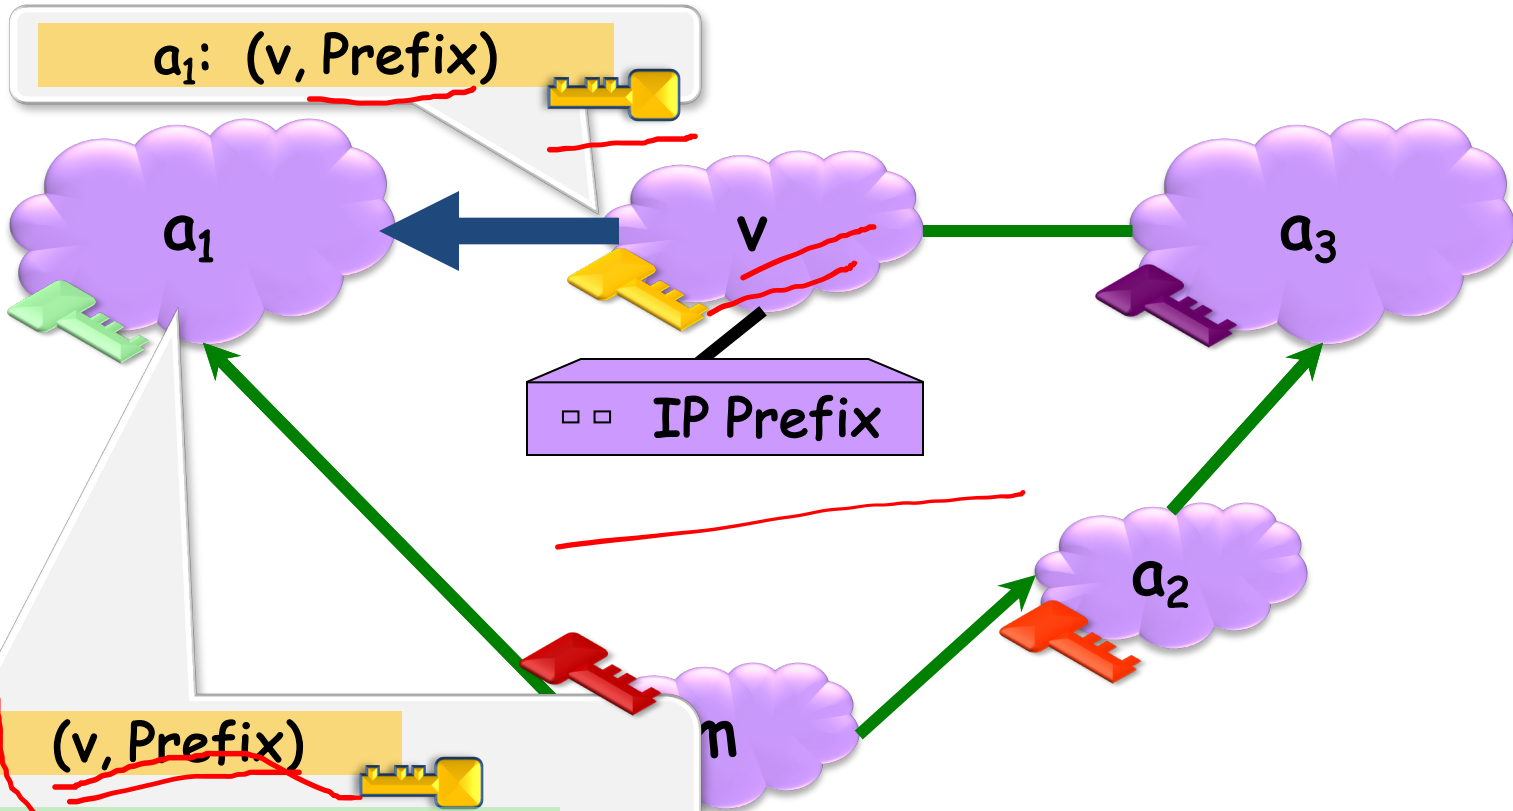 a₁: (v, Prefix)
a₁
v
a₃
IP Prefix
a₂
m
(v, Prefix)